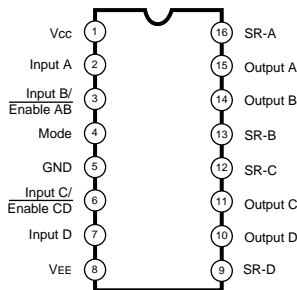 Vcc 1 16 SR-A
Input A 2 15 Output A
Input B/
Enable AB 3 14 Output B
Mode 4 13 SR-B
GND 5 12 SR-C
Input C/
Enable CD 6 11 Output C
Input D 7 10 Output D
VEE 8 9 SR-D